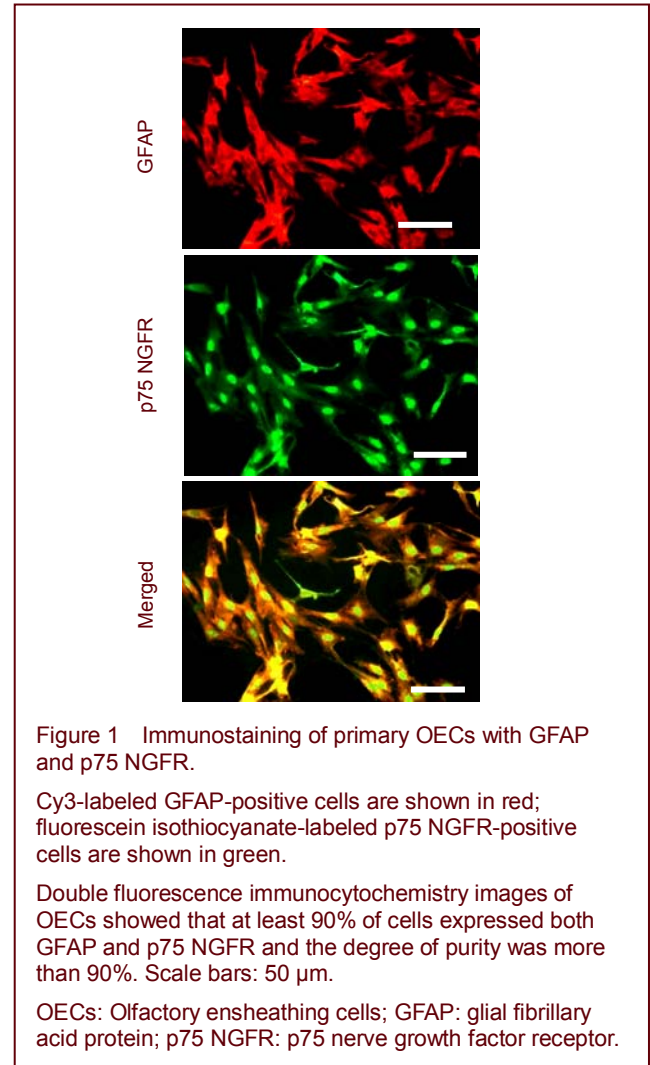 GFAP
p75 NGFR
Merged
Figure 1 Immunostaining of primary OECs with GFAP
and p75 NGFR.
Cy3-labeled GFAP-positive cells are shown in red;
fluorescein isothiocyanate-labeled p75 NGFR-positive
cells are shown in green.
Double fluorescence immunocytochemistry images of
OECs showed that at least 90% of cells expressed both
GFAP and p75 NGFR and the degree of purity was more
than 90%. Scale bars: 50 µm.
OECs: Olfactory ensheathing cells; GFAP: glial fibrillary
acid protein; p75 NGFR: p75 nerve growth factor receptor.